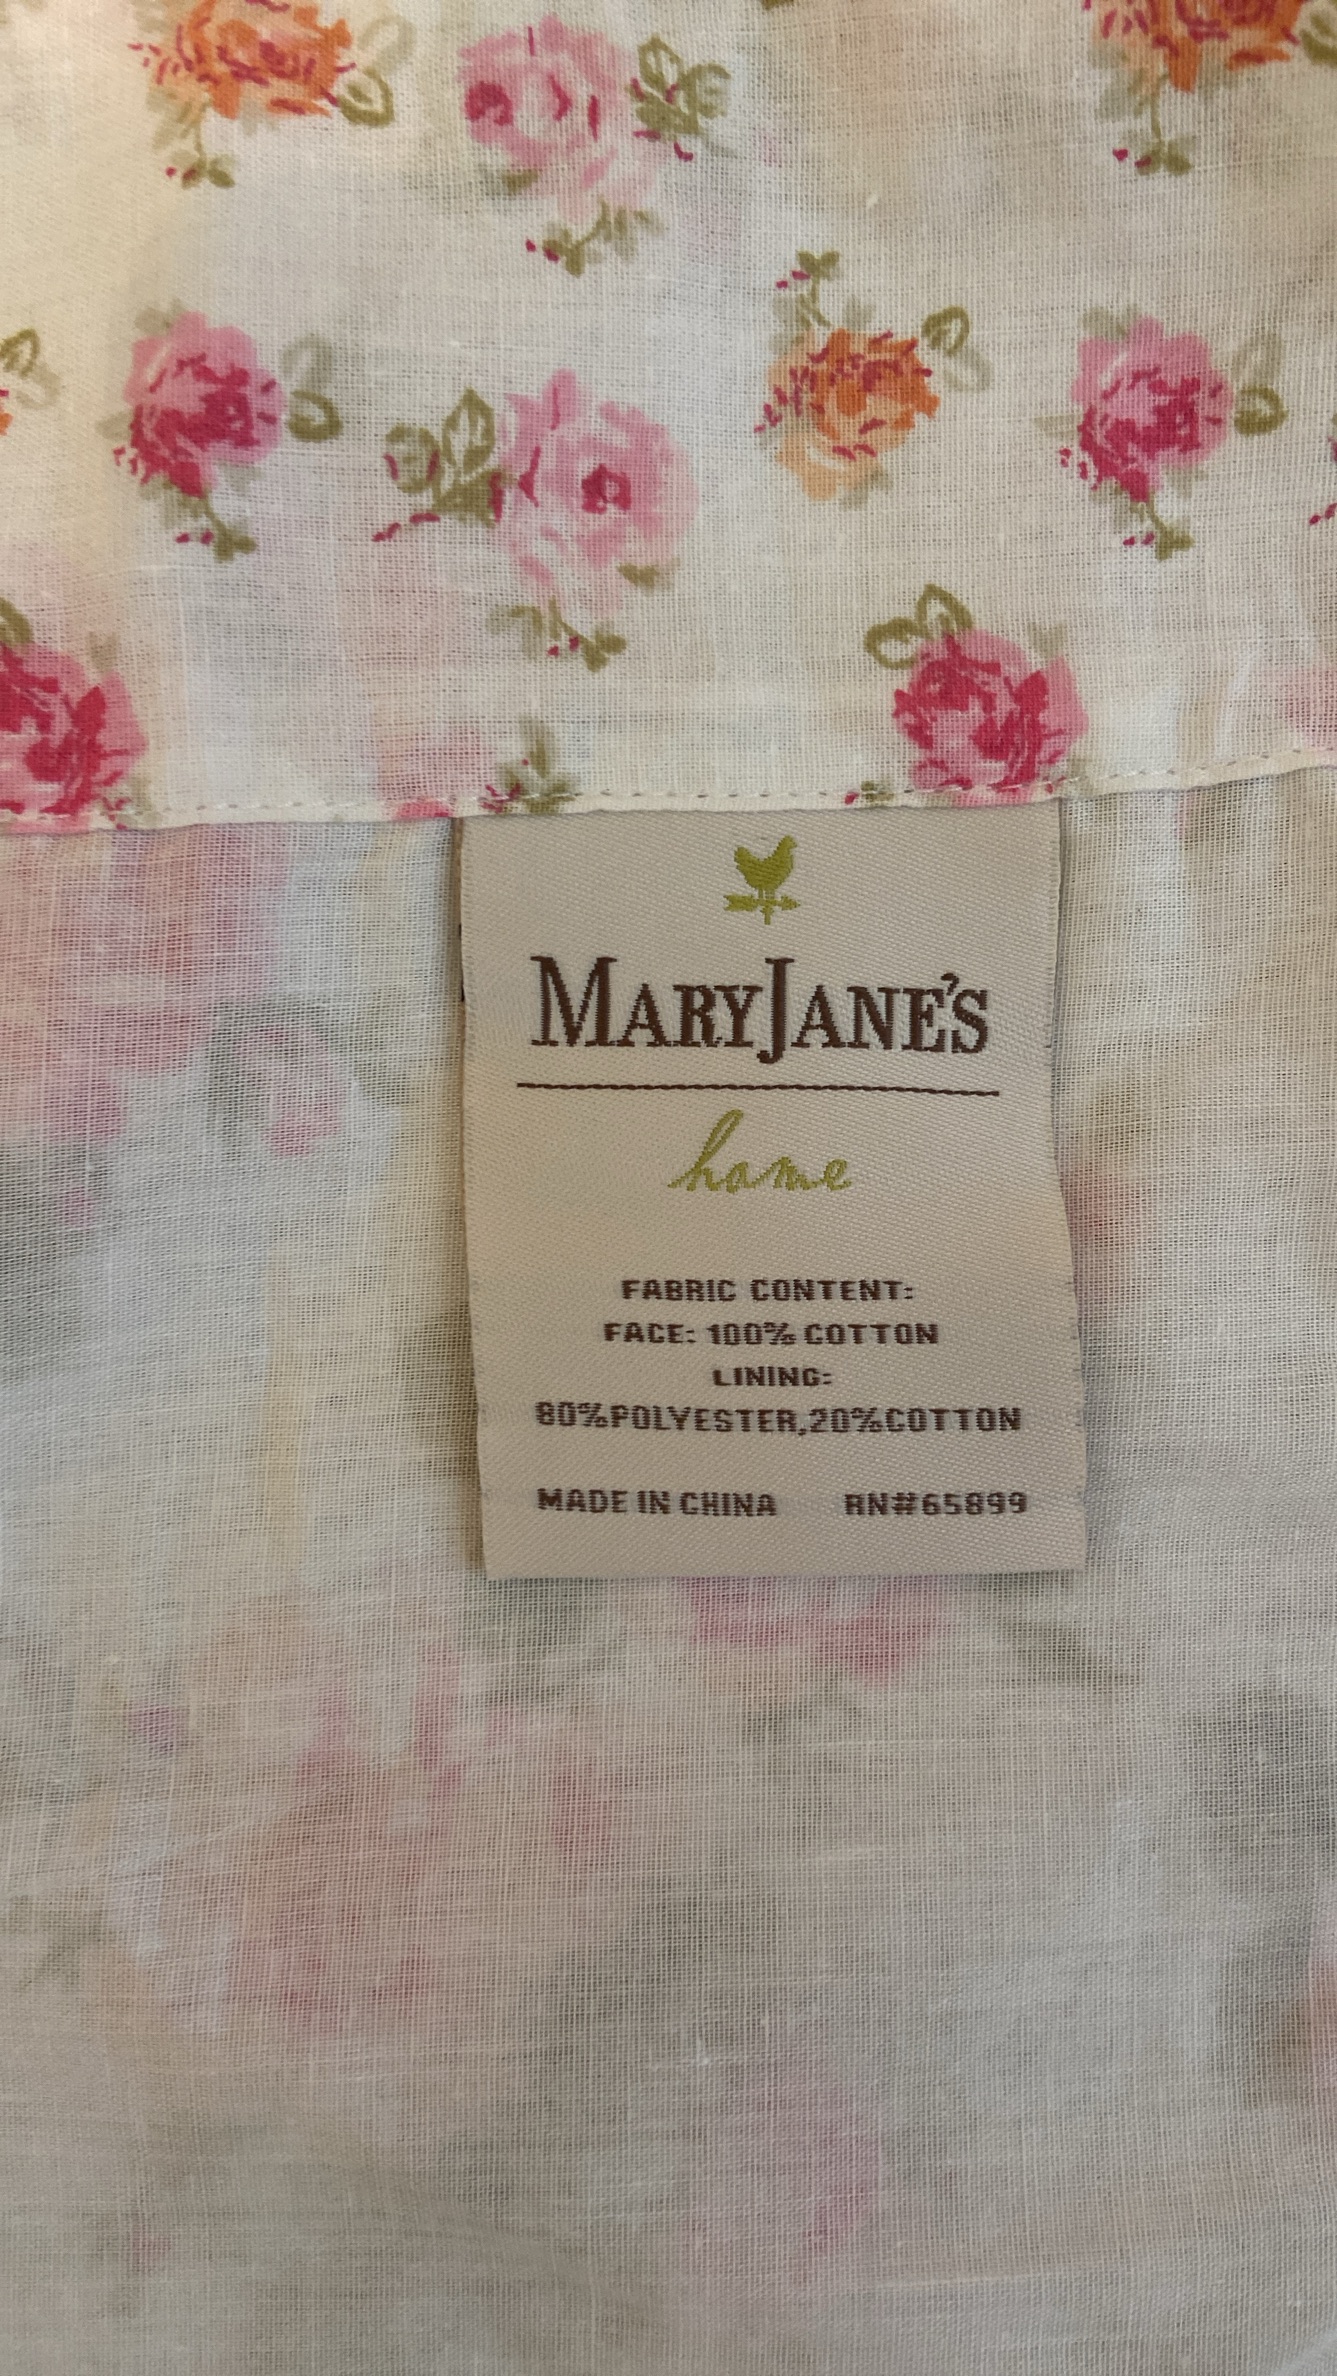 MARYJANE'S
home
FABRIC CONTENT:
FACE: 100% COTTON
LINING:
80%POLYESTER,20%COTTON
MADE IN CHINA RN#65899